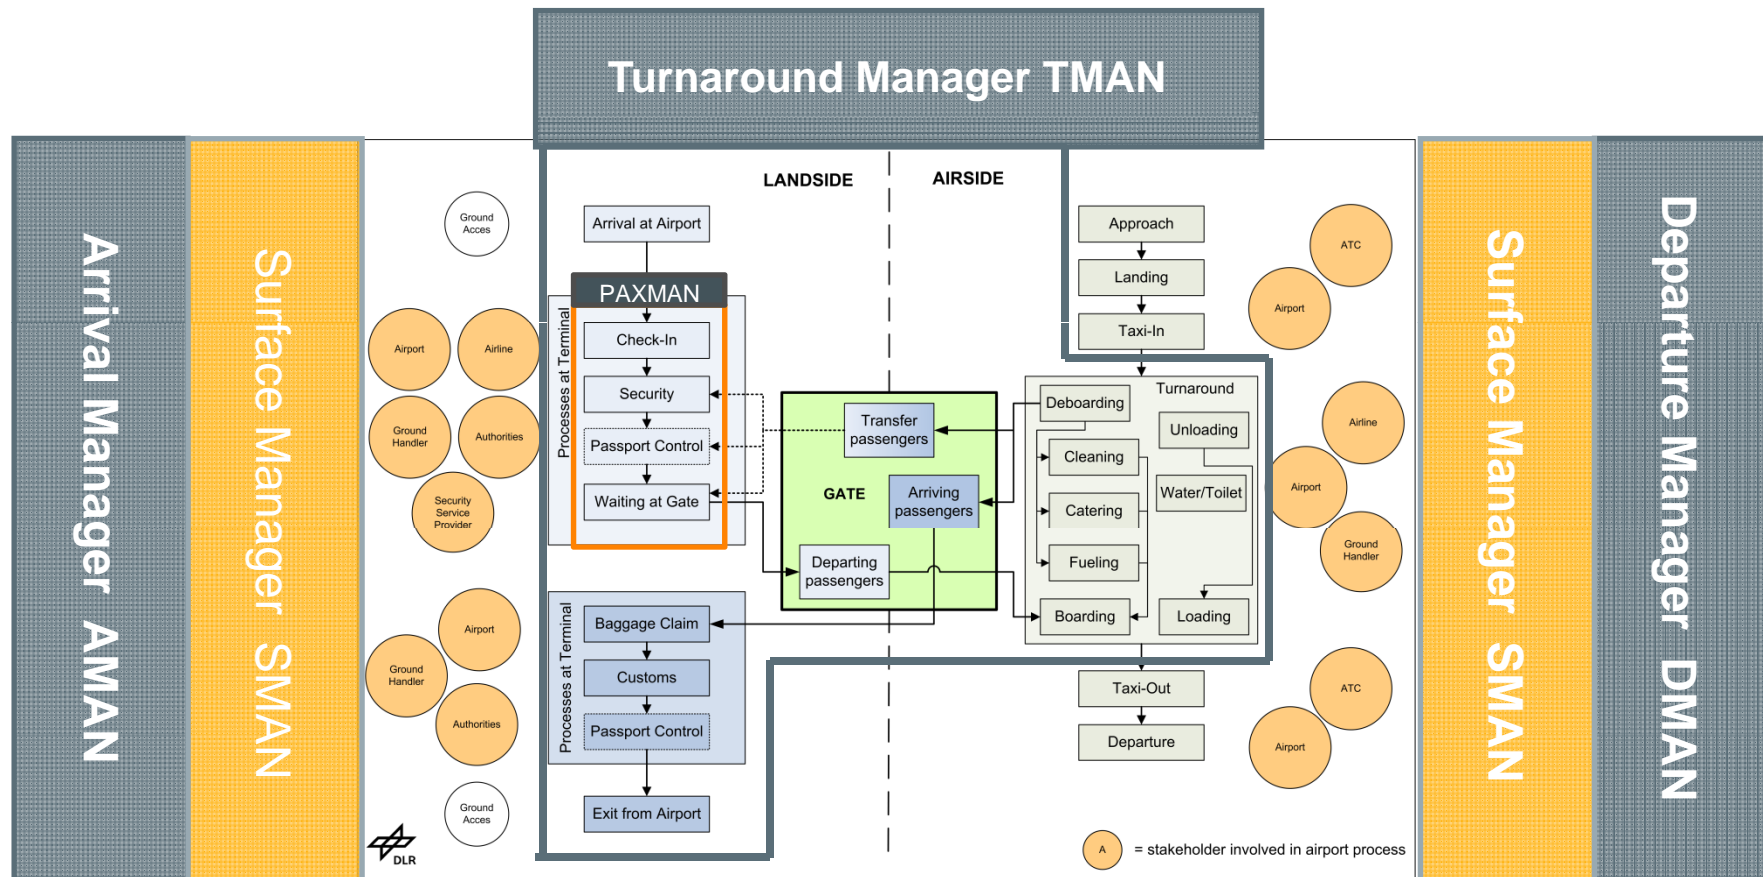 Turnaround Manager TMAN
Arrival Manager AMAN
Surface Manager SMAN
LANDSIDE
AIRSIDE
Ground
Acces
Arrival at Airport
PAXMAN
Processes at Terminal
Check-In
Security
Passport Control
Waiting at Gate
Airport
Airline
Ground
Handler
Authorities
Security
Service
Provider
GATE
Transfer
passengers
Arriving
passengers
Departing
passengers
Processes at Terminal
Baggage Claim
Customs
Passport Control
Exit from Airport
Airport
Ground
Handler
Authorities
Ground
Acces
DLR
Approach
Landing
Taxi-In
Turnaround
Deboarding
Unloading
Cleaning
Water/Toilet
Catering
Fueling
Boarding
Loading
Taxi-Out
Departure
ATC
Airport
Airline
Airport
Ground
Handler
ATC
Airport
A
= stakeholder involved in airport process
Surface Manager SMAN
Departure Manager DMAN